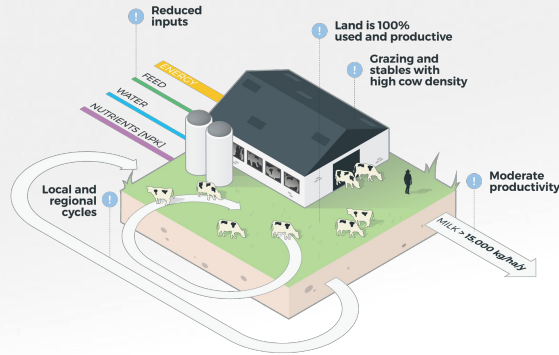 Reduced
inputs
Land is 100%
used and productive
Grazing and
stables with
high cow density
ENERGY
FEED
WATER
NUTRIENTS [NPK]
Local and
regional
cycles
Moderate
productivity
MILK > 15.000 kg/ha/y